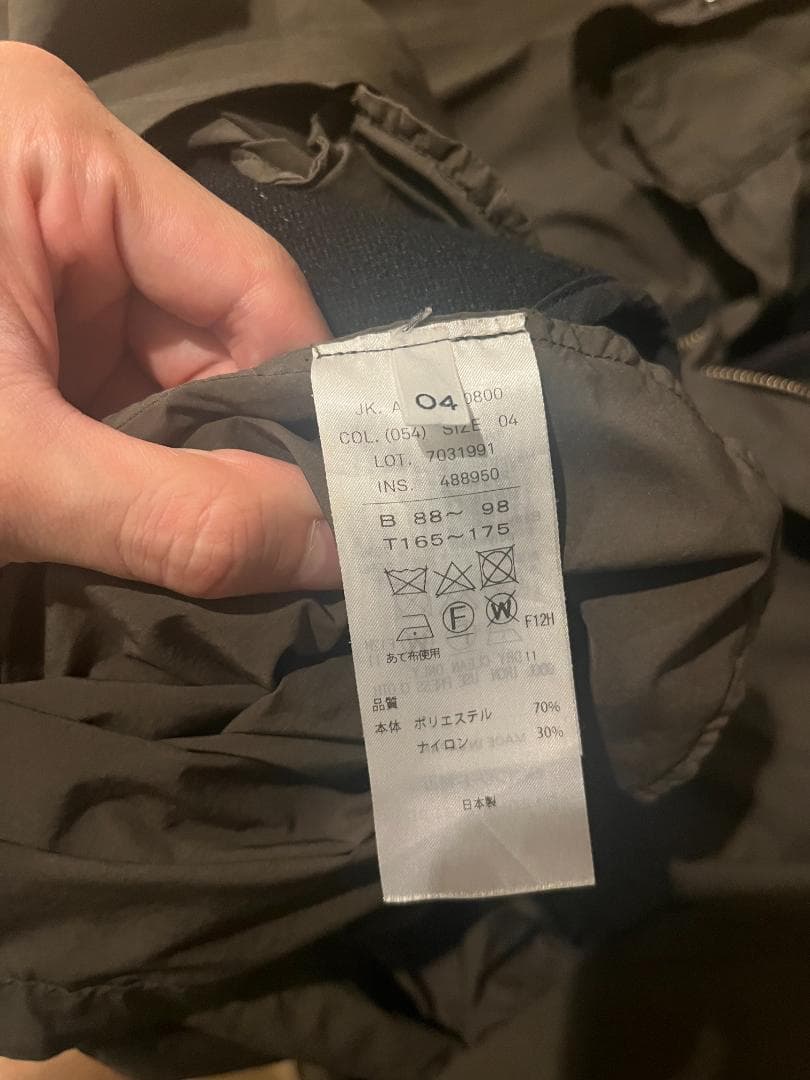 JK. A 0800
04
COL. (054) SIZE 04
LOT. 7031991
INS. 488950
B 88～ 98
T165～175
F W F12H
あて布使用 11
品質
本体 ポリエステル 70%
ナイロン 30%
日本製